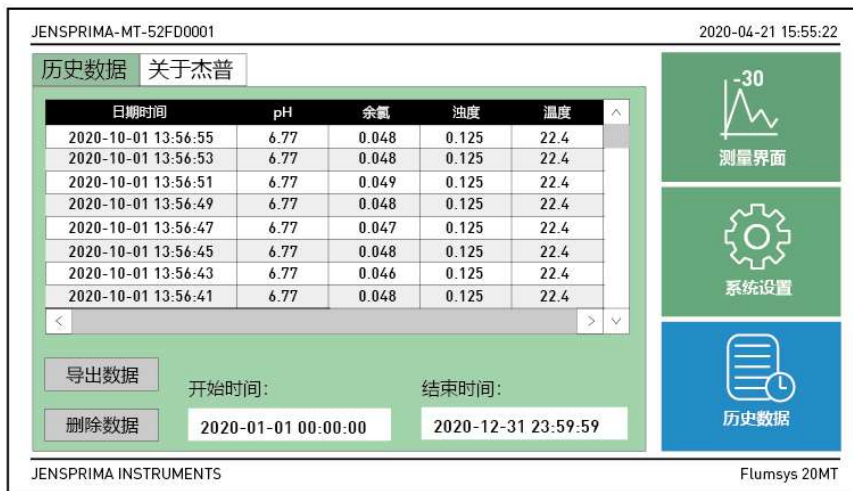 JENSPRIMA-MT-52FD0001 2020-04-21 15:55:22
历史数据 关于杰普
日期时间 pH 余氯 浊度 温度
2020-10-01 13:56:55 6.77 0.048 0.125 22.4
2020-10-01 13:56:53 6.77 0.048 0.125 22.4
2020-10-01 13:56:51 6.77 0.049 0.125 22.4
2020-10-01 13:56:49 6.77 0.048 0.125 22.4
2020-10-01 13:56:47 6.77 0.047 0.125 22.4
2020-10-01 13:56:45 6.77 0.048 0.125 22.4
2020-10-01 13:56:43 6.77 0.046 0.125 22.4
2020-10-01 13:56:41 6.77 0.048 0.125 22.4
导出数据
删除数据
开始时间: 结束时间:
2020-01-01 00:00:00 2020-12-31 23:59:59
-30
测量界面
系统设置
历史数据
JENSPRIMA INSTRUMENTS Flumsys 20MT